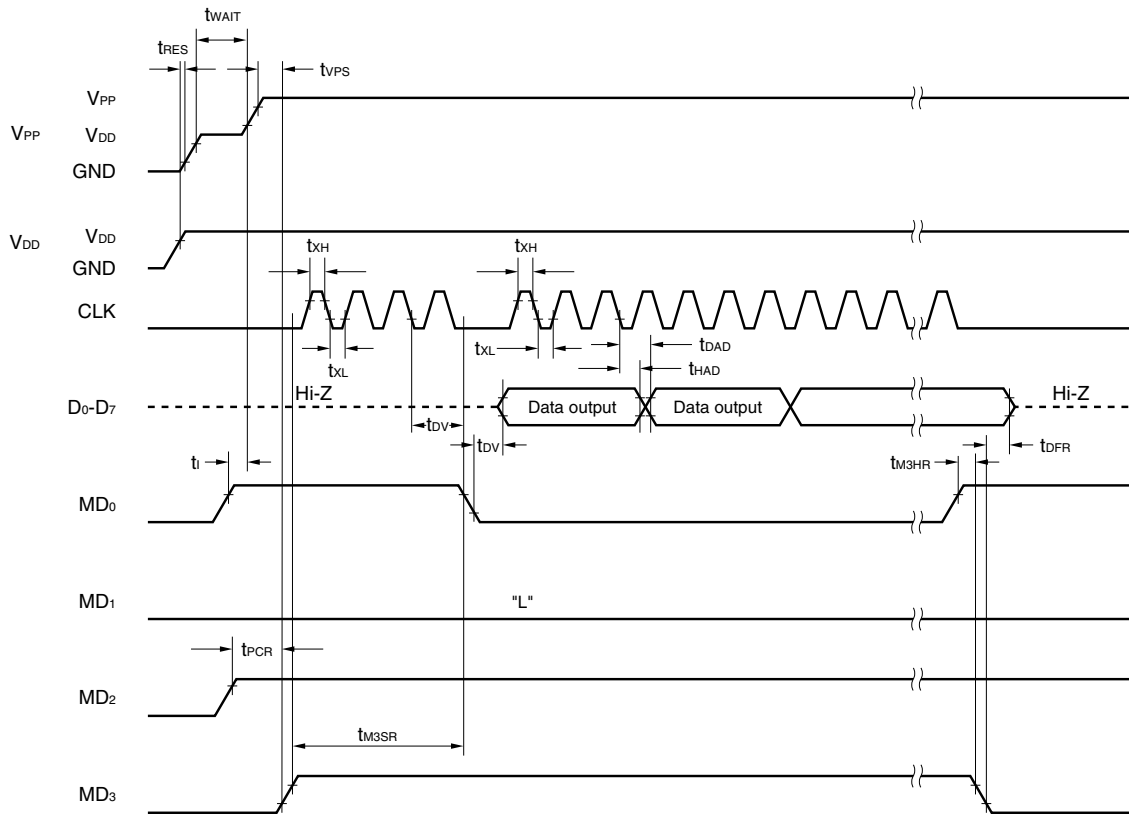 tWAIT
tRES
tVPS
VPP
VPP
VDD
GND
VDD
VDD
GND
tXH
tXH
CLK
tXL
tXL
tDAD
tHAD
Hi-Z
D0-D7
Data output
Data output
Hi-Z
tDV
tDV
tDFR
tI
tM3HR
MD0
MD1
"L"
tPCR
MD2
tM3SR
MD3